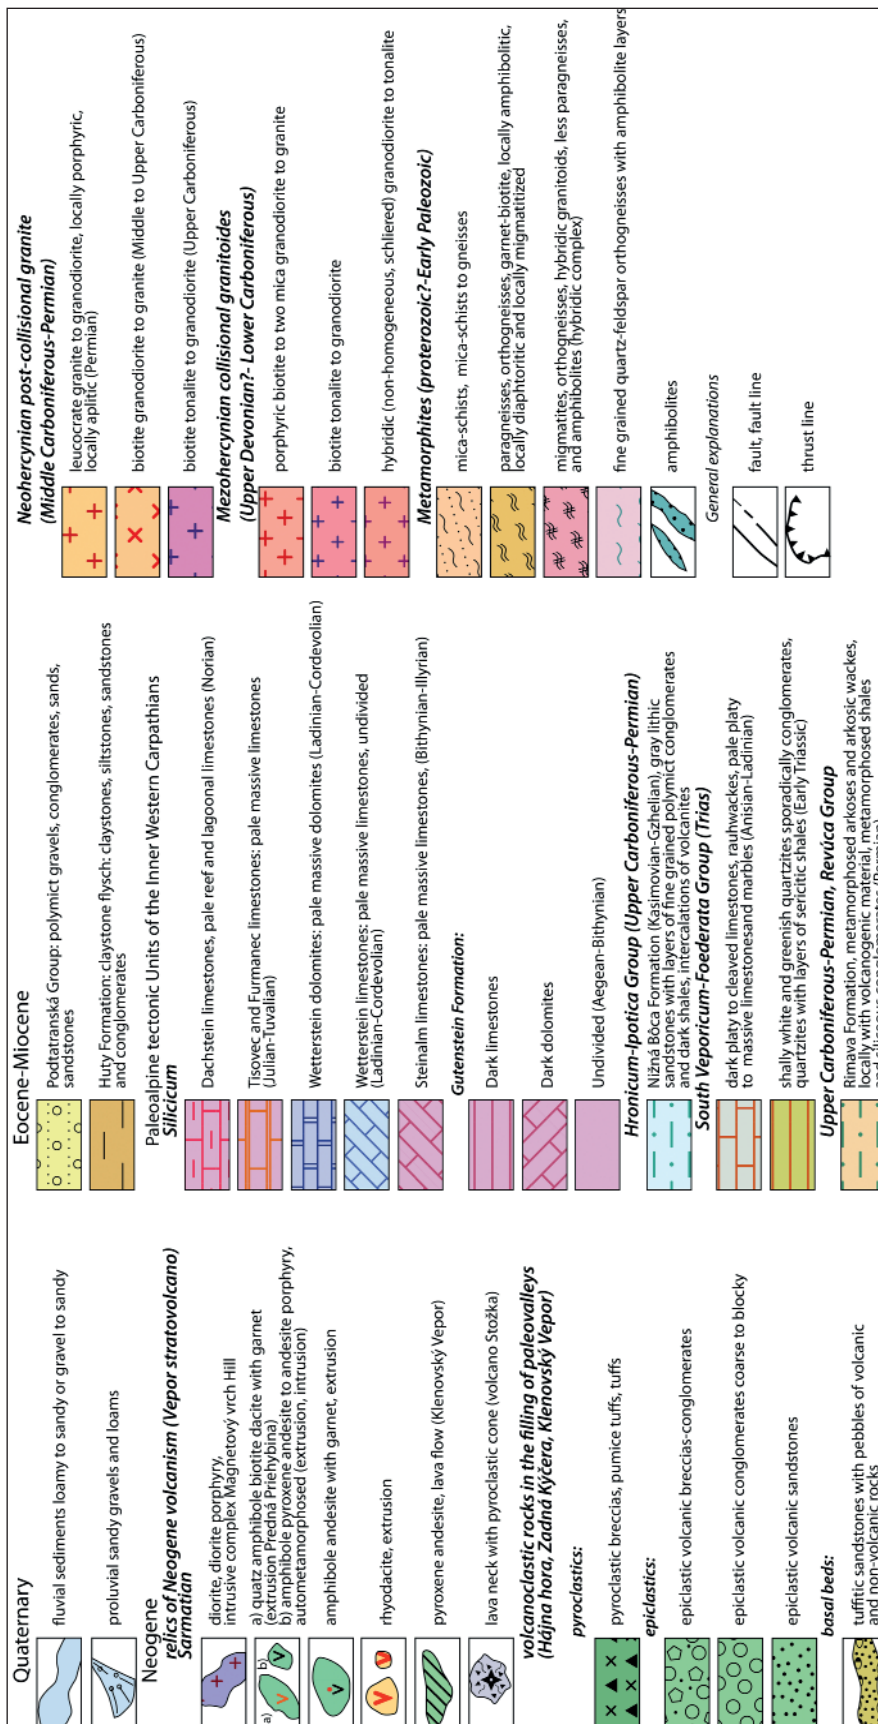 Quaternary
fluvial sediments loamy to sandy or gravel to sandy
proluvial sandy gravels and loams
Neogene
relics of Neogene volcanism (Vepor stratovolcano)
Sarmatian
diorite, diorite porphyry,
intrusive complex Magnetový vrch Hill
a) b)
a) quatz amphibole biotite dacite with garnet
(extrusion Predná Priehybina)
b) amphibole pyroxene andesite to andesite porphyry,
autometamorphosed (extrusion, intrusion)
amphibole andesite with garnet, extrusion
rhyodacite, extrusion
pyroxene andesite, lava flow (Klenovský Vepor)
lava neck with pyroclastic cone (volcano Stožka)
volcanoclastic rocks in the filling of paleovalleys
(Hájna hora, Zadná Kýčera, Klenovský Vepor)
pyroclastics:
pyroclastic breccias, pumice tuffs, tuffs
epiclastics:
epiclastic volcanic breccias-conglomerates
epiclastic volcanic conglomerates coarse to blocky
epiclastic volcanic sandstones
basal beds:
tuffitic sandstones with pebbles of volcanic
and non-volcanic rocks
Eocene-Miocene
Podtatranská Group: polymict gravels, conglomerates, sands,
sandstones
Huty Formation: claystone flysch: claystones, siltstones, sandstones
and conglomerates
Paleoalpine tectonic Units of the Inner Western Carpathians
Silicicum
Dachstein limestones, pale reef and lagoonal limestones (Norian)
Tisovec and Furmanec limestones: pale massive limestones
(Julian-Tuvalian)
Wetterstein dolomites: pale massive dolomites (Ladinian-Cordevolian)
Wetterstein limestones: pale massive limestones, undivided
(Ladinian-Cordevolian)
Steinalm limestones: pale massive limestones, (Bithynian-Illyrian)
Gutenstein Formation:
Dark limestones
Dark dolomites
Undivided (Aegean-Bithynian)
Hronicum-Ipoltica Group (Upper Carboniferous-Permian)
Nižná Bôca Formation (Kasimovian-Gzhelian), gray lithic
sandstones with layers of fine grained polymict conglomerates
and dark shales, intercalations of volcanites
South Veporicum-Foederata Group (Trias)
dark platy to cleaved limestones, rauhwackes, pale platy
to massive limestonesand marbles (Anisian-Ladinian)
shally white and greenish quartzites sporadically conglomerates,
quartzites with layers of sericitic shales (Early Triassic)
Upper Carboniferous-Permian, Revúca Group
Rimava Formation, metamorphosed arkoses and arkosic wackes,
locally with volcanogenic material, metamorphosed shales
and siliceous conglomerates (Permian)
Neohercynian post-collisional granite
(Middle Carboniferous-Permian)
leucocrate granite to granodiorite, locally porphyric,
locally aplitic (Permian)
biotite granodiorite to granite (Middle to Upper Carboniferous)
biotite tonalite to granodiorite (Upper Carboniferous)
Mezohercynian collisional granitoides
(Upper Devonian?- Lower Carboniferous)
porphyric biotite to two mica granodiorite to granite
biotite tonalite to granodiorite
hybridic (non-homogeneous, schliered) granodiorite to tonalite
Metamorphites (proterozoic?-Early Paleozoic)
mica-schists, mica-schists to gneisses
paragneisses, orthogneisses, garnet-biotite, locally amphibolitic,
locally diaphtoritic and locally migmatitized
migmatites, orthogneisses, hybridic granitoids, less paragneisses,
and amphibolites (hybridic complex)
fine grained quartz-feldspar orthogneisses with amphibolite layers
amphibolites
General explanations
fault, fault line
thrust line